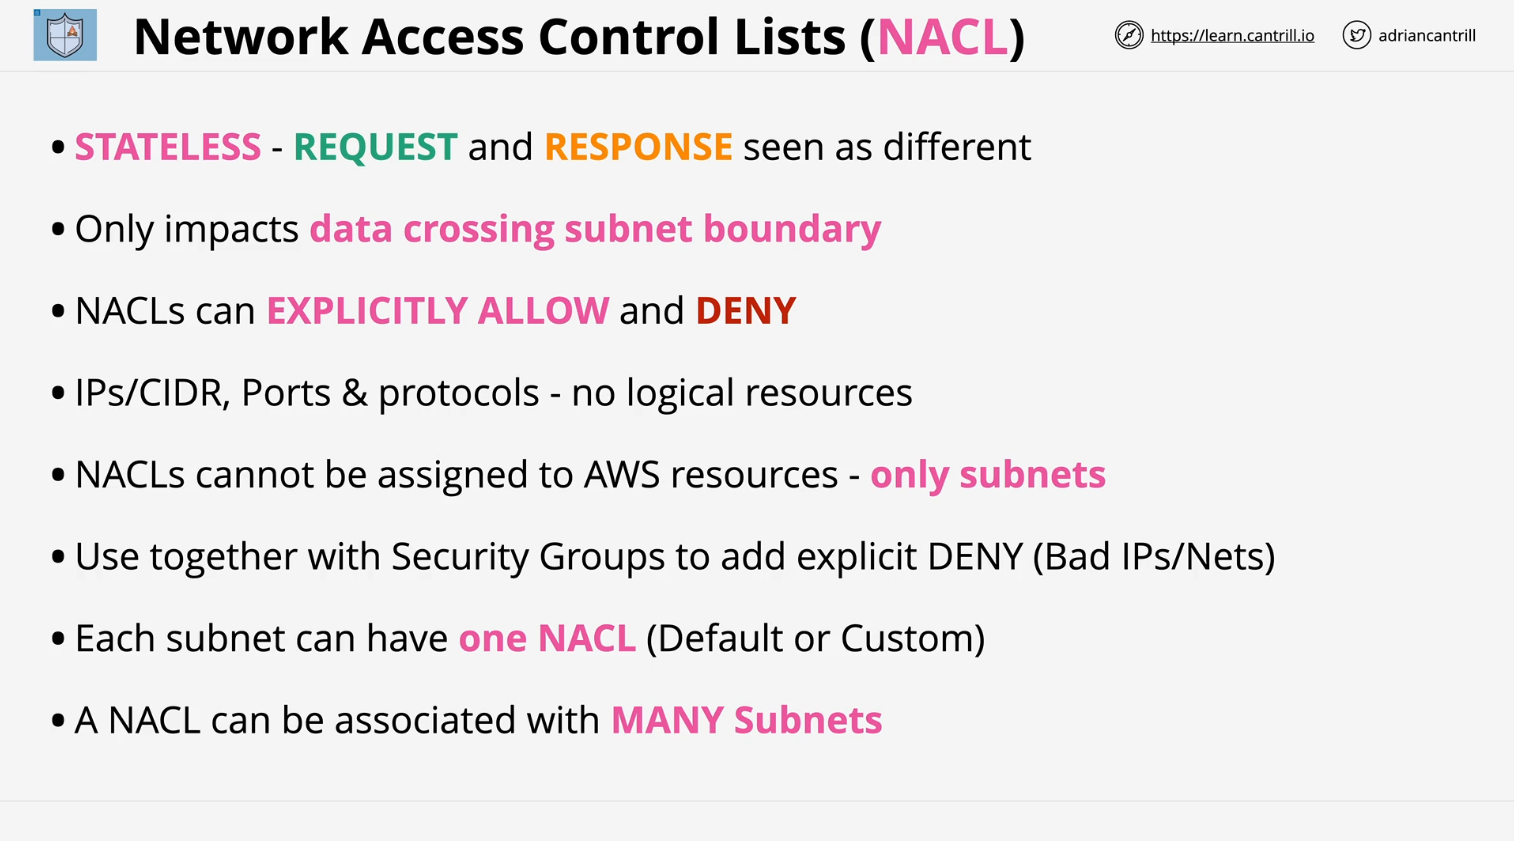 Network Access Control Lists (NACL)
https://learn.cantrill.io
adriancantrill
• STATELESS - REQUEST and RESPONSE seen as different
• Only impacts data crossing subnet boundary
• NACLs can EXPLICITLY ALLOW and DENY
• IPs/CIDR, Ports & protocols - no logical resources
• NACLs cannot be assigned to AWS resources - only subnets
• Use together with Security Groups to add explicit DENY (Bad IPs/Nets)
• Each subnet can have one NACL (Default or Custom)
• A NACL can be associated with MANY Subnets